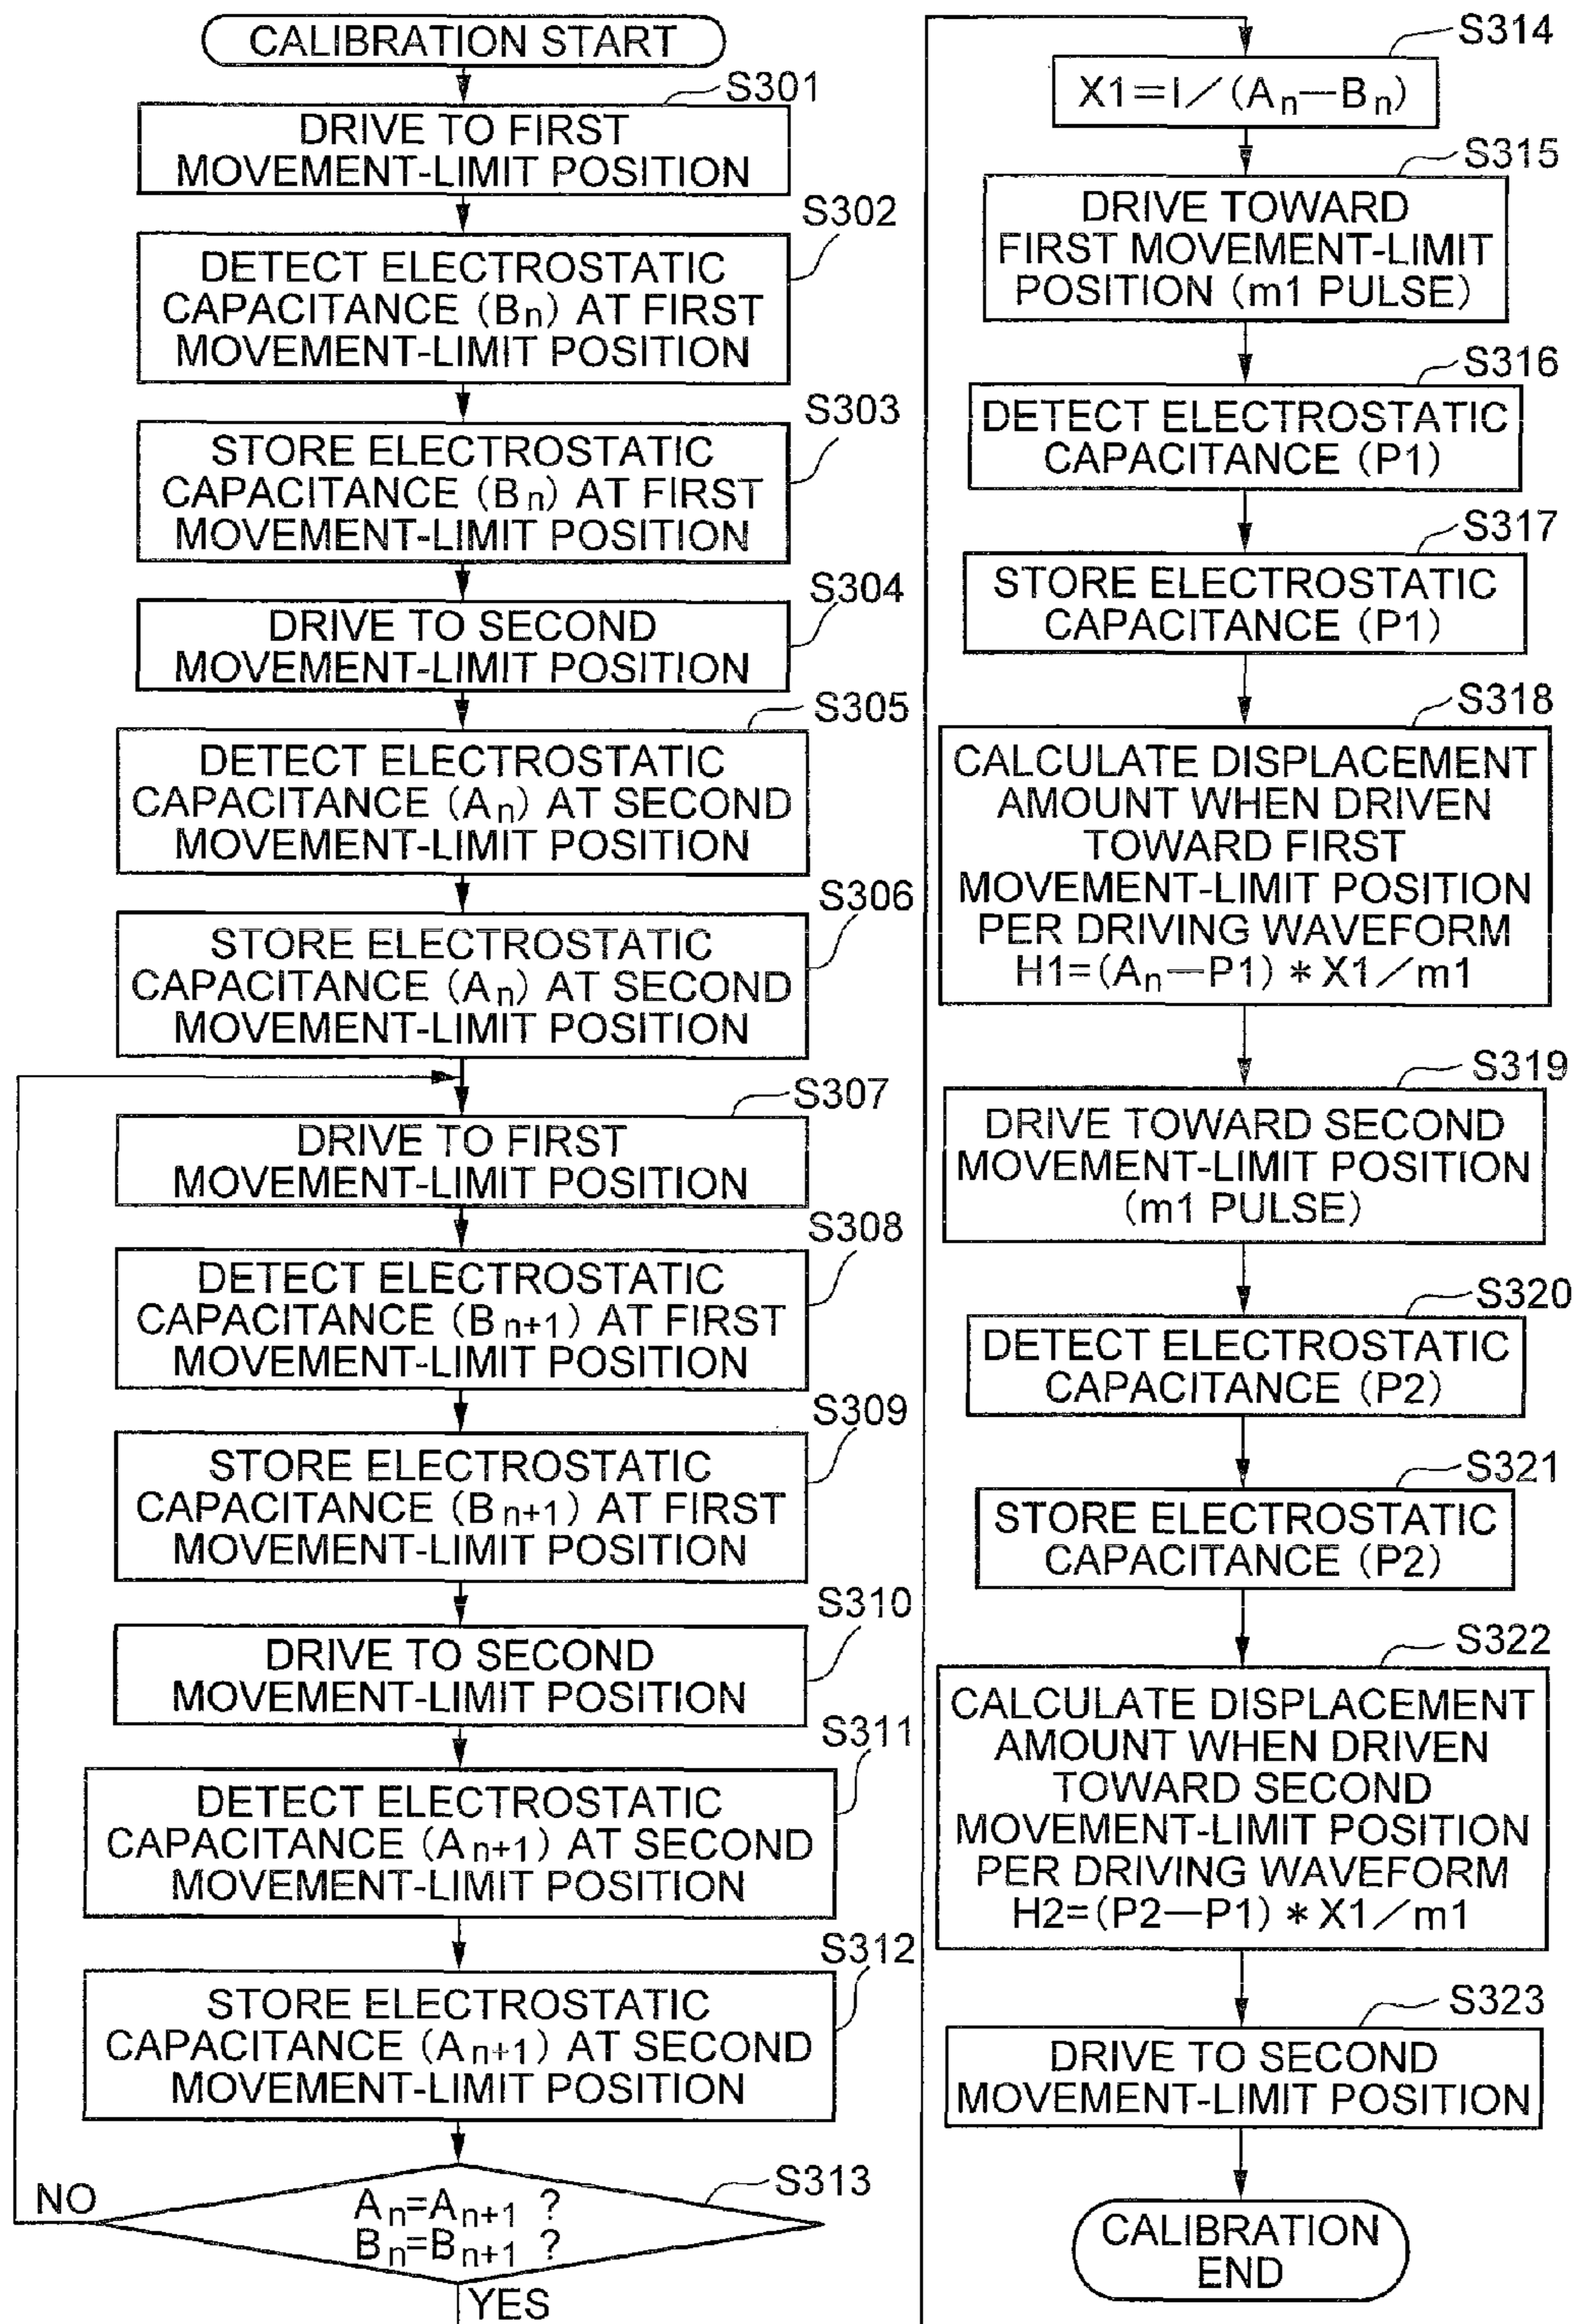 CALIBRATION START
S301
DRIVE TO FIRST
MOVEMENT-LIMIT POSITION
S302
DETECT ELECTROSTATIC
CAPACITANCE (Bn) AT FIRST
MOVEMENT-LIMIT POSITION
S303
STORE ELECTROSTATIC
CAPACITANCE (Bn) AT FIRST
MOVEMENT-LIMIT POSITION
S304
DRIVE TO SECOND
MOVEMENT-LIMIT POSITION
S305
DETECT ELECTROSTATIC
CAPACITANCE (An) AT SECOND
MOVEMENT-LIMIT POSITION
S306
STORE ELECTROSTATIC
CAPACITANCE (An) AT SECOND
MOVEMENT-LIMIT POSITION
S307
DRIVE TO FIRST
MOVEMENT-LIMIT POSITION
S308
DETECT ELECTROSTATIC
CAPACITANCE (Bn+1) AT FIRST
MOVEMENT-LIMIT POSITION
S309
STORE ELECTROSTATIC
CAPACITANCE (Bn+1) AT FIRST
MOVEMENT-LIMIT POSITION
S310
DRIVE TO SECOND
MOVEMENT-LIMIT POSITION
S311
DETECT ELECTROSTATIC
CAPACITANCE (An+1) AT SECOND
MOVEMENT-LIMIT POSITION
S312
STORE ELECTROSTATIC
CAPACITANCE (An+1) AT SECOND
MOVEMENT-LIMIT POSITION
S313
NO
An=An+1 ?
Bn=Bn+1 ?
YES
S314
X1=l/(An—Bn)
S315
DRIVE TOWARD
FIRST MOVEMENT-LIMIT
POSITION (m1 PULSE)
S316
DETECT ELECTROSTATIC
CAPACITANCE (P1)
S317
STORE ELECTROSTATIC
CAPACITANCE (P1)
S318
CALCULATE DISPLACEMENT
AMOUNT WHEN DRIVEN
TOWARD FIRST
MOVEMENT-LIMIT POSITION
PER DRIVING WAVEFORM
H1=(An—P1)*X1/m1
S319
DRIVE TOWARD SECOND
MOVEMENT-LIMIT POSITION
(m1 PULSE)
S320
DETECT ELECTROSTATIC
CAPACITANCE (P2)
S321
STORE ELECTROSTATIC
CAPACITANCE (P2)
S322
CALCULATE DISPLACEMENT
AMOUNT WHEN DRIVEN
TOWARD SECOND
MOVEMENT-LIMIT POSITION
PER DRIVING WAVEFORM
H2=(P2—P1)*X1/m1
S323
DRIVE TO SECOND
MOVEMENT-LIMIT POSITION
CALIBRATION
END